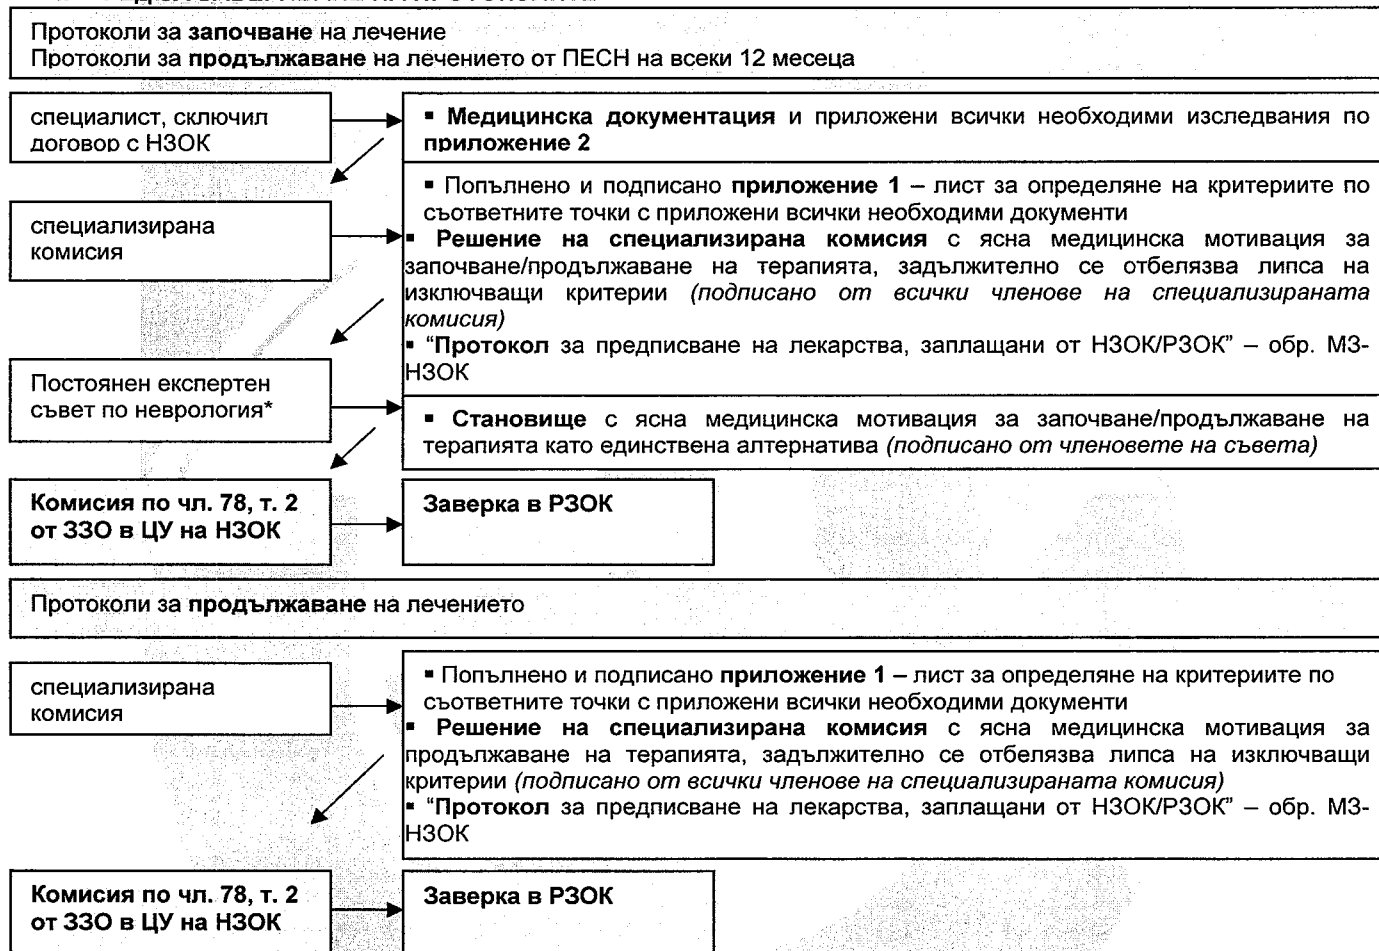 Протоколи за започване на лечение
Протоколи за продължаване на лечението от ПЕСН на всеки 12 месеца
специалист, сключил
договор с НЗОК
▪ Медицинска документация и приложени всички необходими изследвания по
приложение 2
специализирана
комисия
▪ Попълнено и подписано приложение 1 – лист за определяне на критериите по
съответните точки с приложени всички необходими документи
▪ Решение на специализирана комисия с ясна медицинска мотивация за
започване/продължаване на терапията, задължително се отбелязва липса на
изключващи критерии (подписано от всички членове на специализираната
комисия)
▪ "Протокол за предписване на лекарства, заплащани от НЗОК/РЗОК" – обр. МЗ-
НЗОК
Постоянен експертен
съвет по неврология*
▪ Становище с ясна медицинска мотивация за започване/продължаване на
терапията като единствена алтернатива (подписано от членовете на съвета)
Комисия по чл. 78, т. 2
от ЗЗО в ЦУ на НЗОК
Заверка в РЗОК
Протоколи за продължаване на лечението
специализирана
комисия
▪ Попълнено и подписано приложение 1 – лист за определяне на критериите по
съответните точки с приложени всички необходими документи
▪ Решение на специализирана комисия с ясна медицинска мотивация за
продължаване на терапията, задължително се отбелязва липса на изключващи
критерии (подписано от всички членове на специализираната комисия)
▪ "Протокол за предписване на лекарства, заплащани от НЗОК/РЗОК" – обр. МЗ-
НЗОК
Комисия по чл. 78, т. 2
от ЗЗО в ЦУ на НЗОК
Заверка в РЗОК